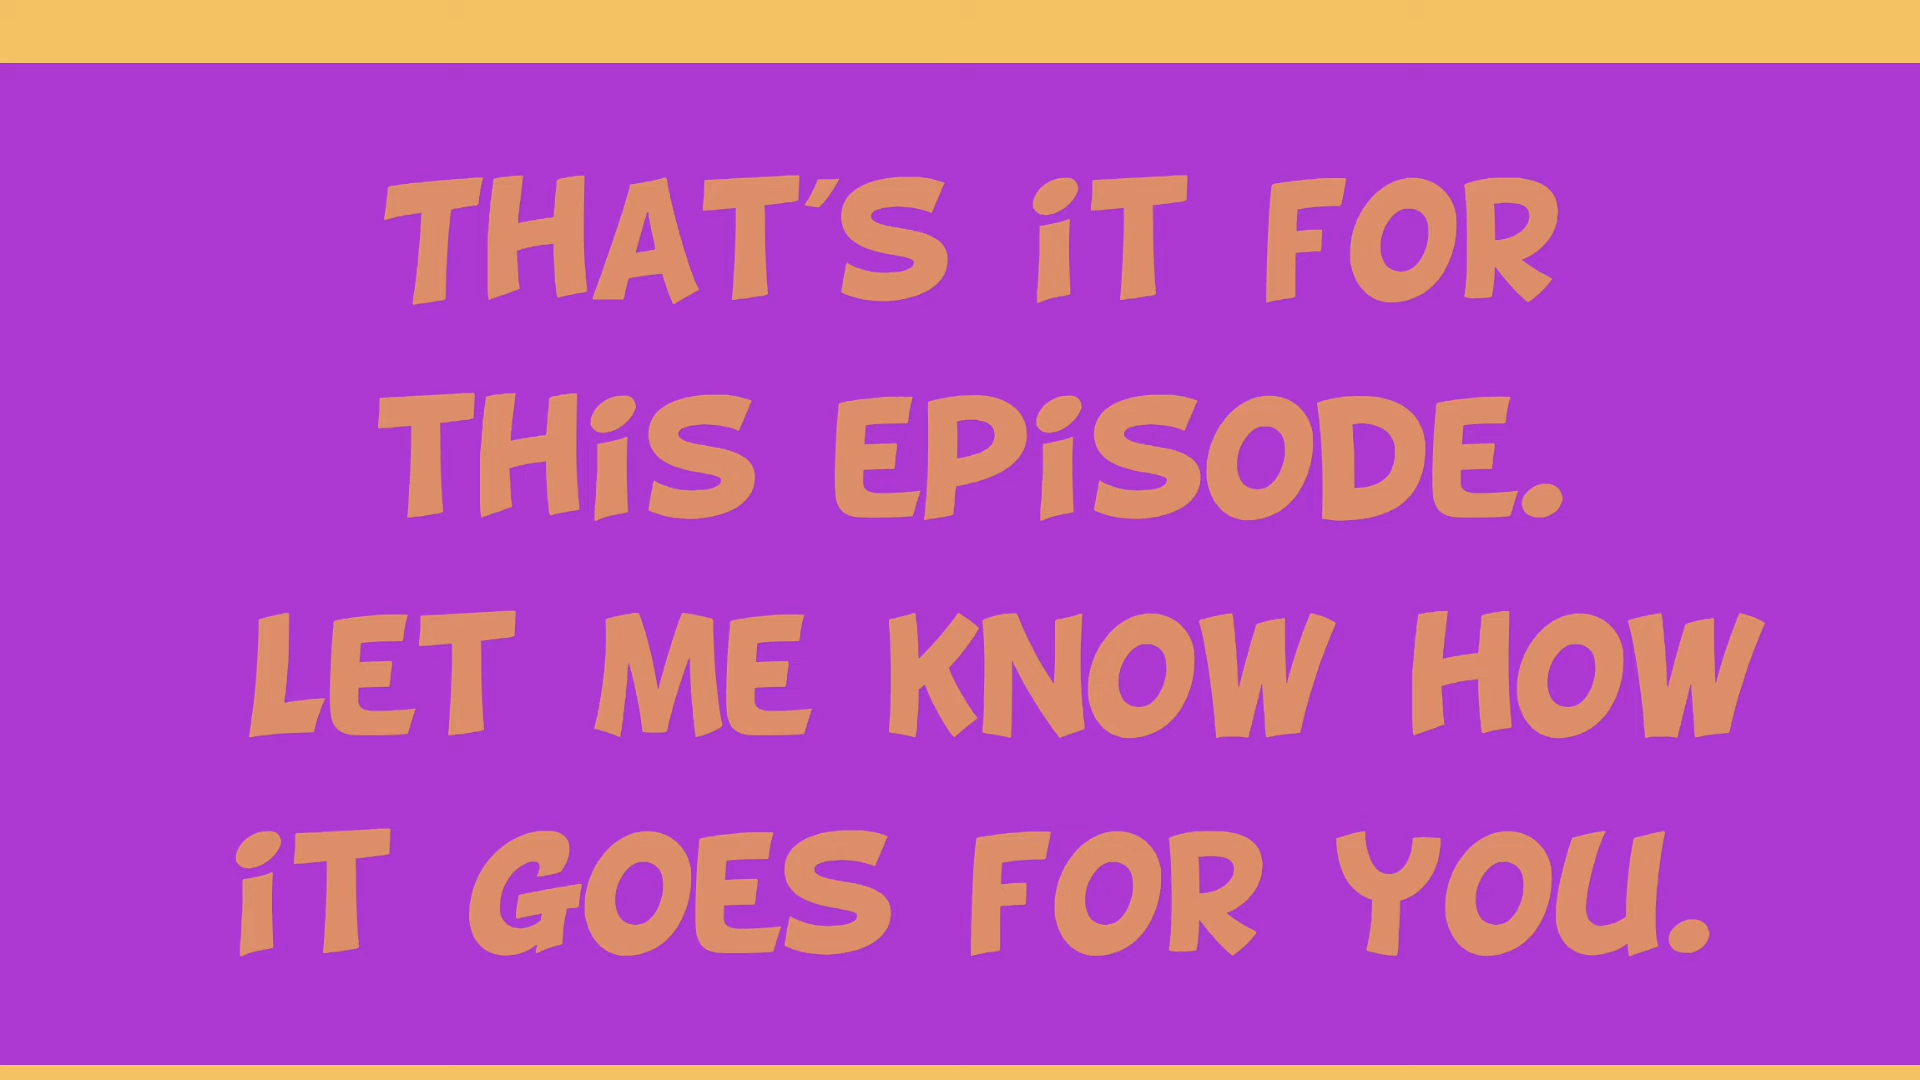 THAT'S iT FOR
THiS EPiSODE.
LET ME KNOW HOW
iT GOES FOR YOU.